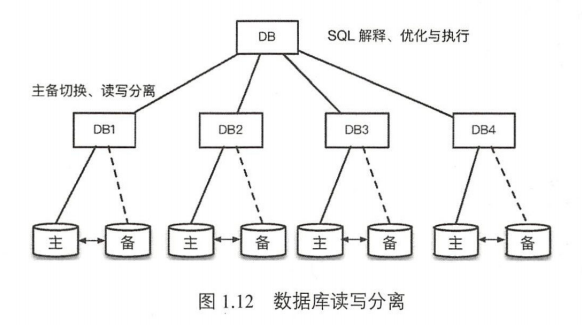 DB
SQL 解释、优化与执行
主备切换、读写分离
DB1
DB2
DB3
DB4
主
备
主
备
主
备
主
备
图 1.12 数据库读写分离